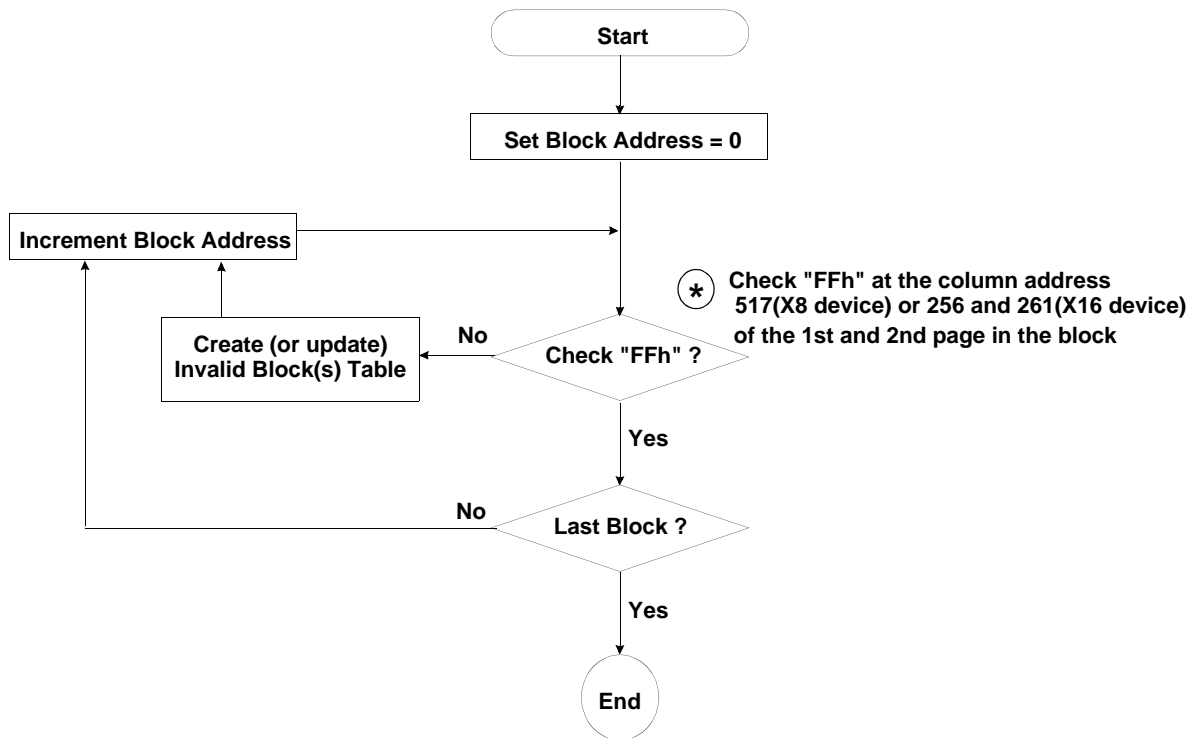 Start
Set Block Address = 0
Increment Block Address
* Check "FFh" at the column address
517(X8 device) or 256 and 261(X16 device)
of the 1st and 2nd page in the block
No
Create (or update)
Invalid Block(s) Table
Check "FFh" ?
Yes
No
Last Block ?
Yes
End